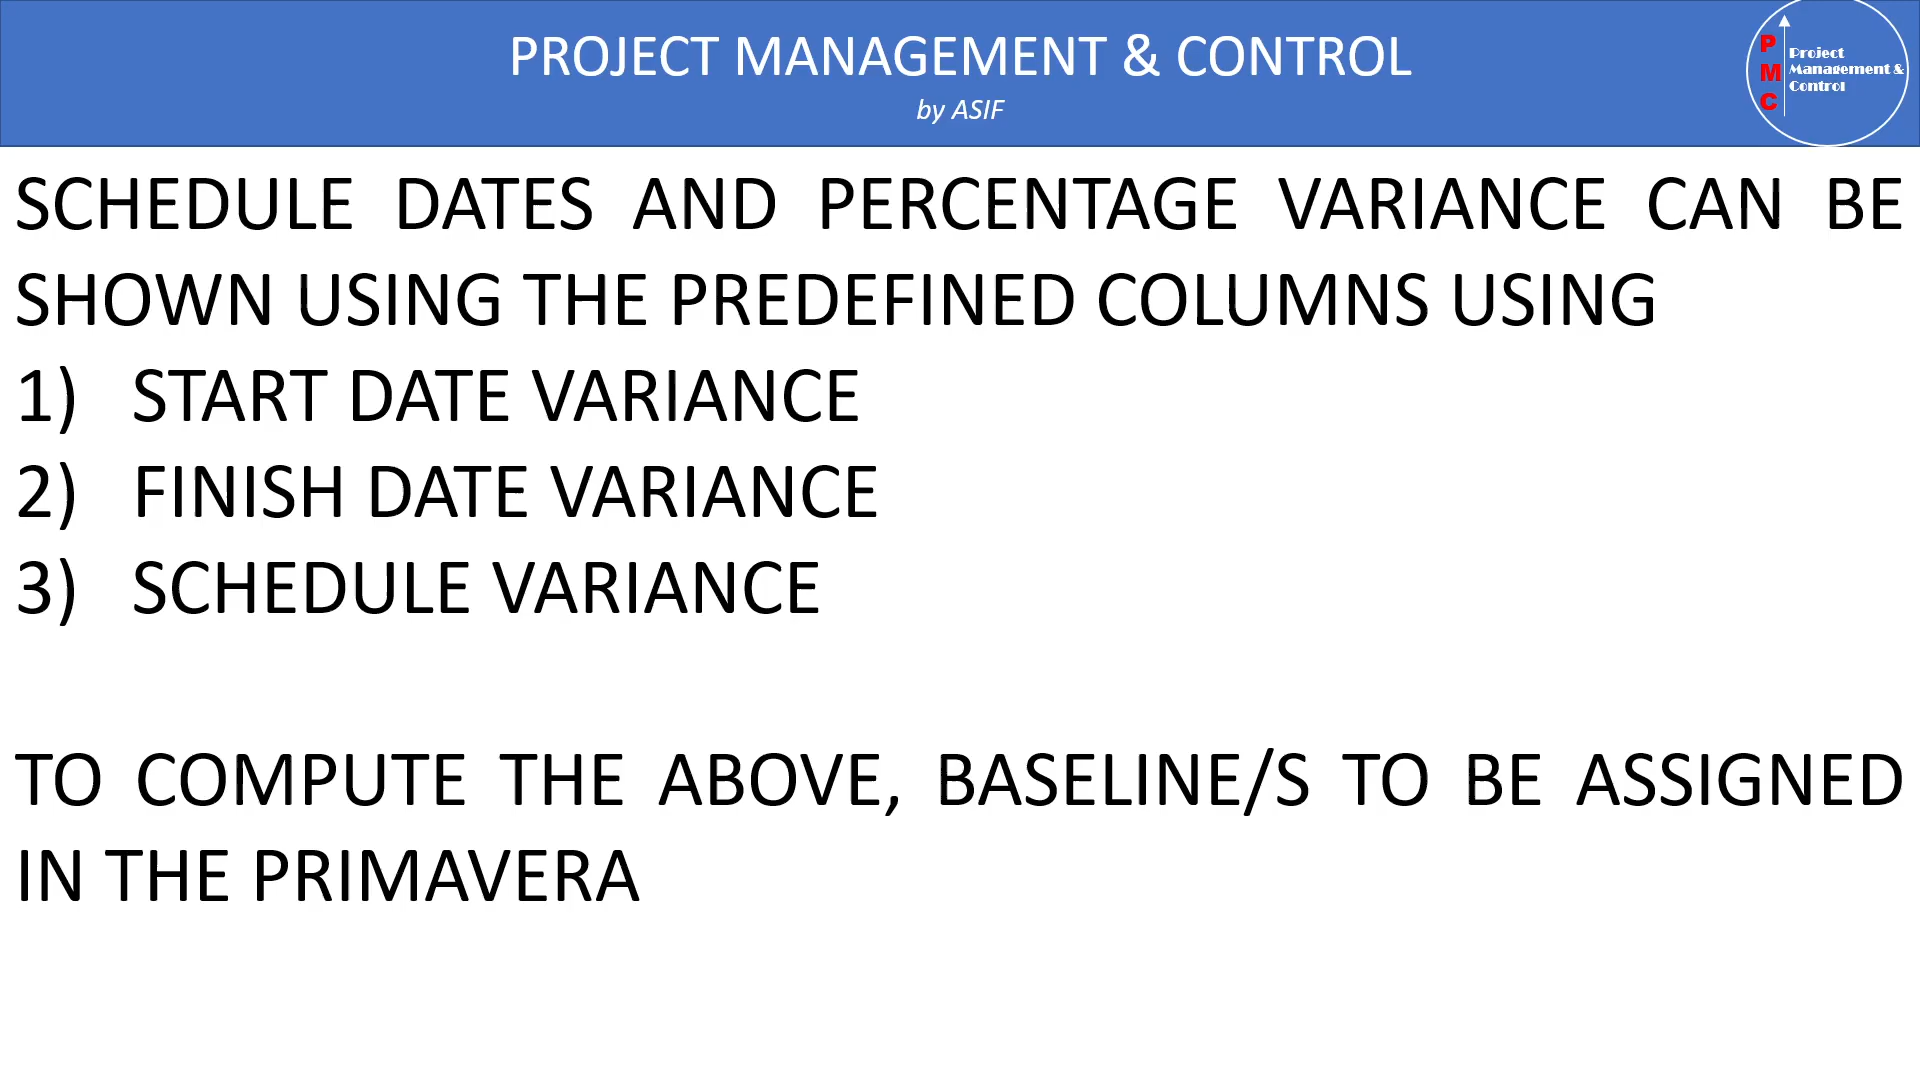 PROJECT MANAGEMENT & CONTROL
by ASIF
P
M
C
Project
Management &
Control
SCHEDULE DATES AND PERCENTAGE VARIANCE CAN BE
SHOWN USING THE PREDEFINED COLUMNS USING
1) START DATE VARIANCE
2) FINISH DATE VARIANCE
3) SCHEDULE VARIANCE
TO COMPUTE THE ABOVE, BASELINE/S TO BE ASSIGNED
IN THE PRIMAVERA